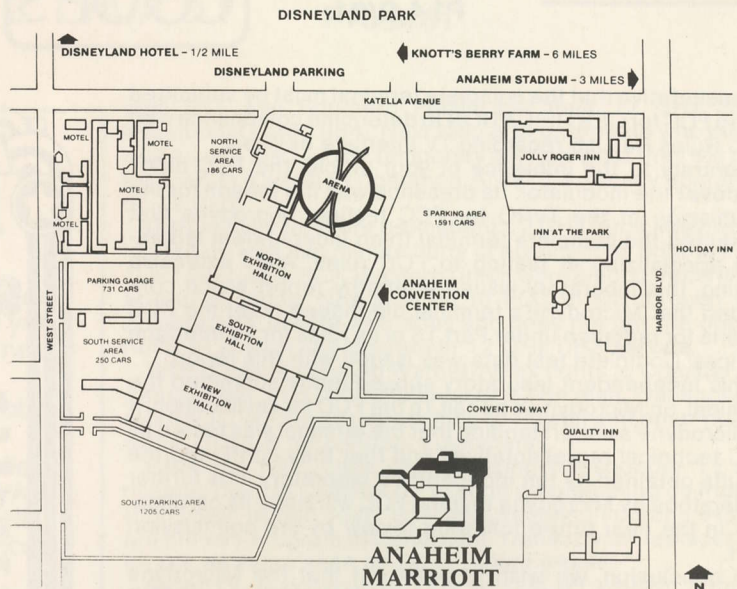 DISNEYLAND PARK
DISNEYLAND HOTEL – 1/2 MILE
KNOTT'S BERRY FARM – 6 MILES
DISNEYLAND PARKING
ANAHEIM STADIUM – 3 MILES
KATELLA AVENUE
MOTEL
MOTEL
MOTEL
MOTEL
NORTH
SERVICE
AREA
186 CARS
ARENA
JOLLY ROGER INN
S PARKING AREA
1591 CARS
INN AT THE PARK
HOLIDAY INN
NORTH
EXHIBITION
HALL
PARKING GARAGE
731 CARS
ANAHEIM
CONVENTION
CENTER
HARBOR BLVD.
WEST STREET
SOUTH
EXHIBITION
HALL
SOUTH SERVICE
AREA
250 CARS
NEW
EXHIBITION
HALL
CONVENTION WAY
QUALITY INN
SOUTH PARKING AREA
1205 CARS
ANAHEIM
MARRIOTT
N